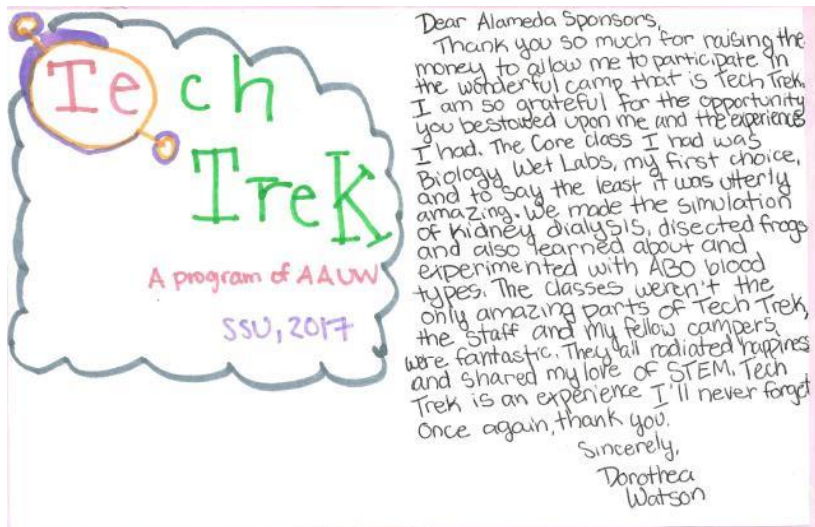 Tech
Trek
A program of AAUW
SSU, 2017
Dear Alameda Sponsors,
Thank you so much for raising the
money to allow me to participate in
the wonderful camp that is Tech Trek.
I am so grateful for the opportunity
you bestowed upon me and the experience
I had. The Core class I had was
Biology Wet Labs, my first choice,
and to say the least it was utterly
amazing. We made the simulation
of kidney dialysis, disected frogs
and also learned about and
experimented with ABO blood
types. The classes weren't the
only amazing parts of Tech Trek,
the staff and my fellow campers
were fantastic. They all radiated happiness
and shared my love of STEM. Tech
Trek is an experience I'll never forget
once again, thank you.
Sincerely,
Dorothea
Watson